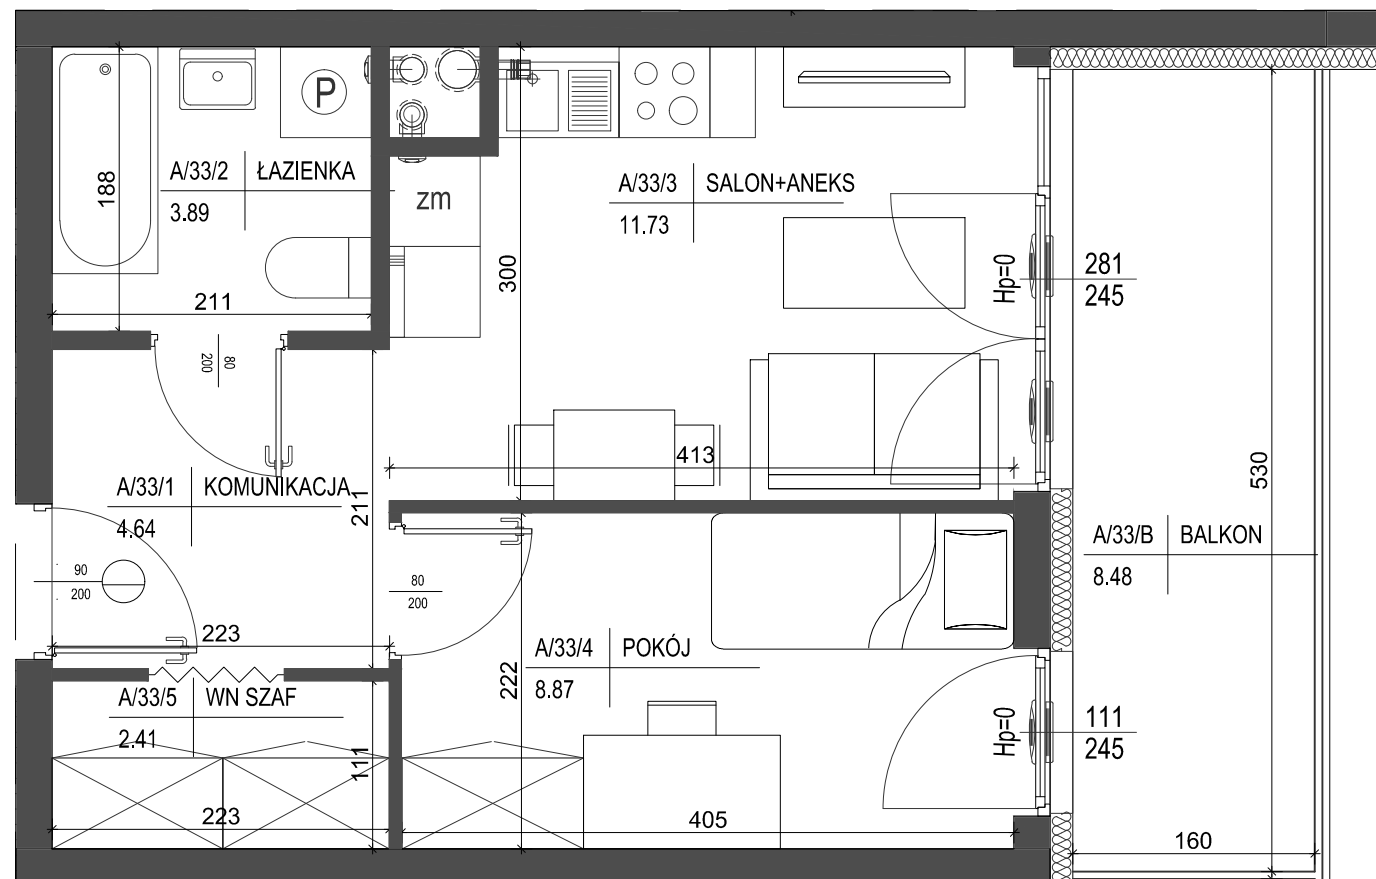 P
A/33/2 ŁAZIENKA
3.89
188
211
zm
A/33/3 SALON+ANEKS
11.73
300
Hp=0
281
245
80
200
413
A/33/1 KOMUNIKACJA
4.64
211
530
90
200
80
200
A/33/B BALKON
8.48
223
A/33/4 POKÓJ
8.87
222
A/33/5 WN SZAF
2.41
111
Hp=0
111
245
223
405
160